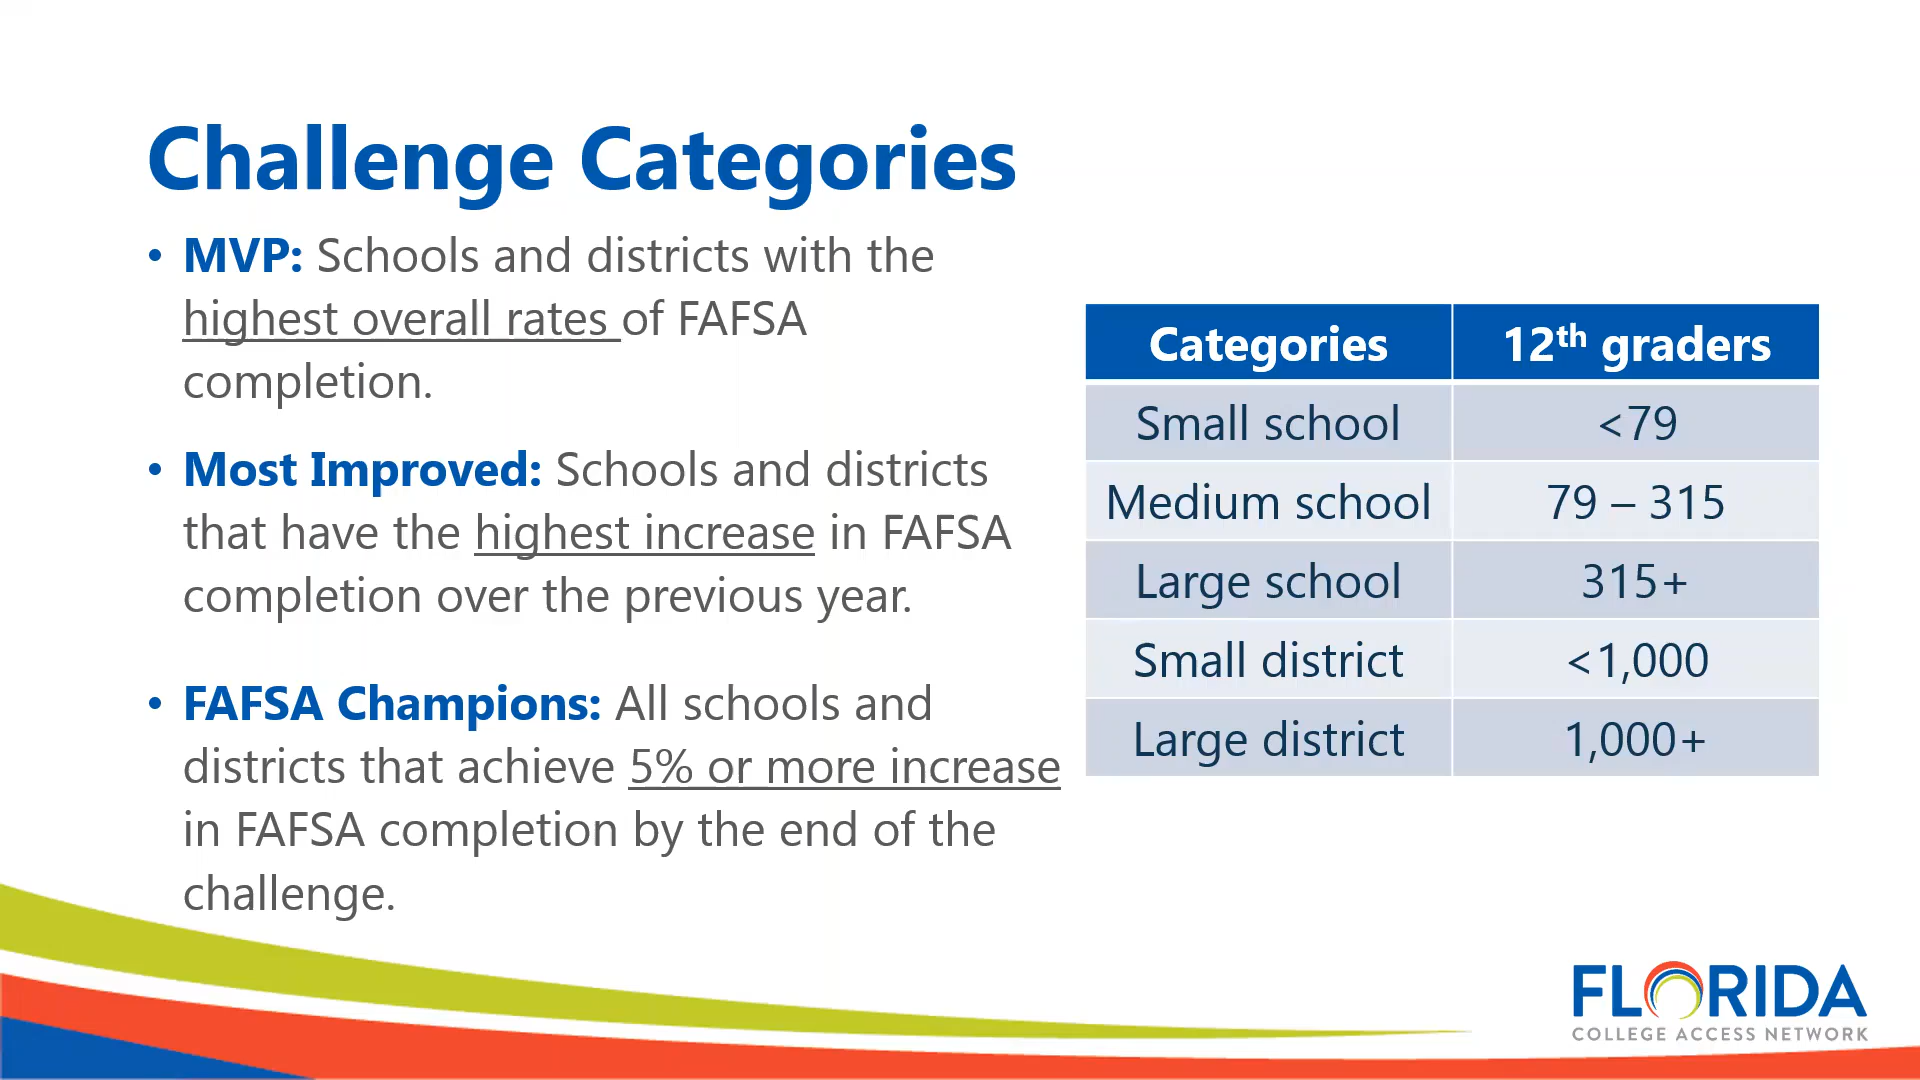 Challenge Categories
• MVP: Schools and districts with the
highest overall rates of FAFSA
completion.
• Most Improved: Schools and districts
that have the highest increase in FAFSA
completion over the previous year.
• FAFSA Champions: All schools and
districts that achieve 5% or more increase
in FAFSA completion by the end of the
challenge.
Categories 12th graders
Small school <79
Medium school 79 – 315
Large school 315+
Small district <1,000
Large district 1,000+
FLORIDA
COLLEGE ACCESS NETWORK